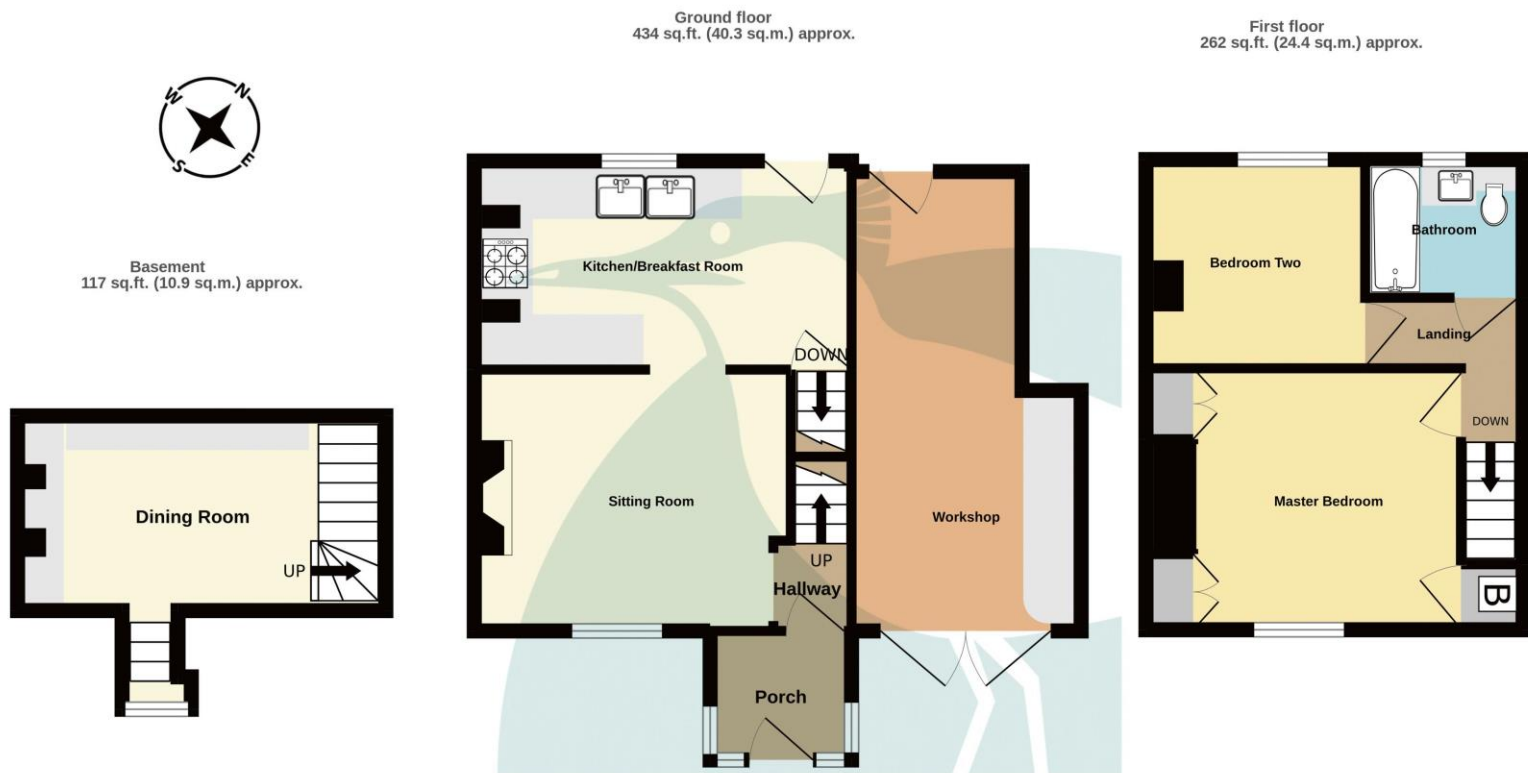 Ground floor
434 sq.ft. (40.3 sq.m.) approx.
First floor
262 sq.ft. (24.4 sq.m.) approx.
N
W
S
E
Basement
117 sq.ft. (10.9 sq.m.) approx.
Dining Room
UP
Kitchen/Breakfast Room
DOWN
Sitting Room
UP
Hallway
Porch
Workshop
Bathroom
Bedroom Two
Landing
DOWN
Master Bedroom
B